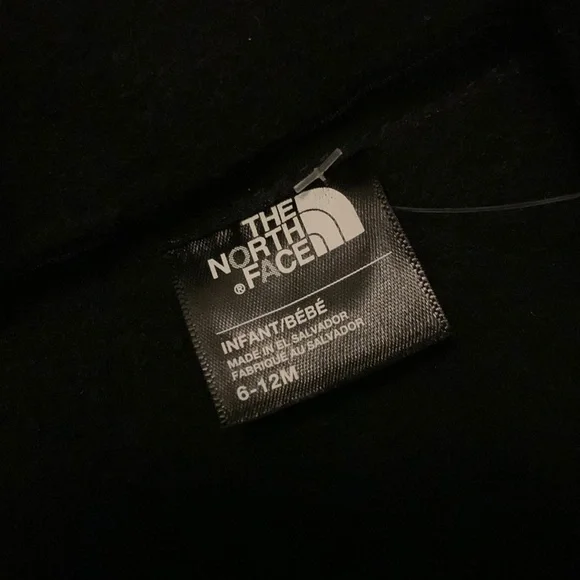 THE
NORTH
FACE
®
INFANT/BÉBÉ
MADE IN EL SALVADOR
FABRIQUÉ AU SALVADOR
6-12M